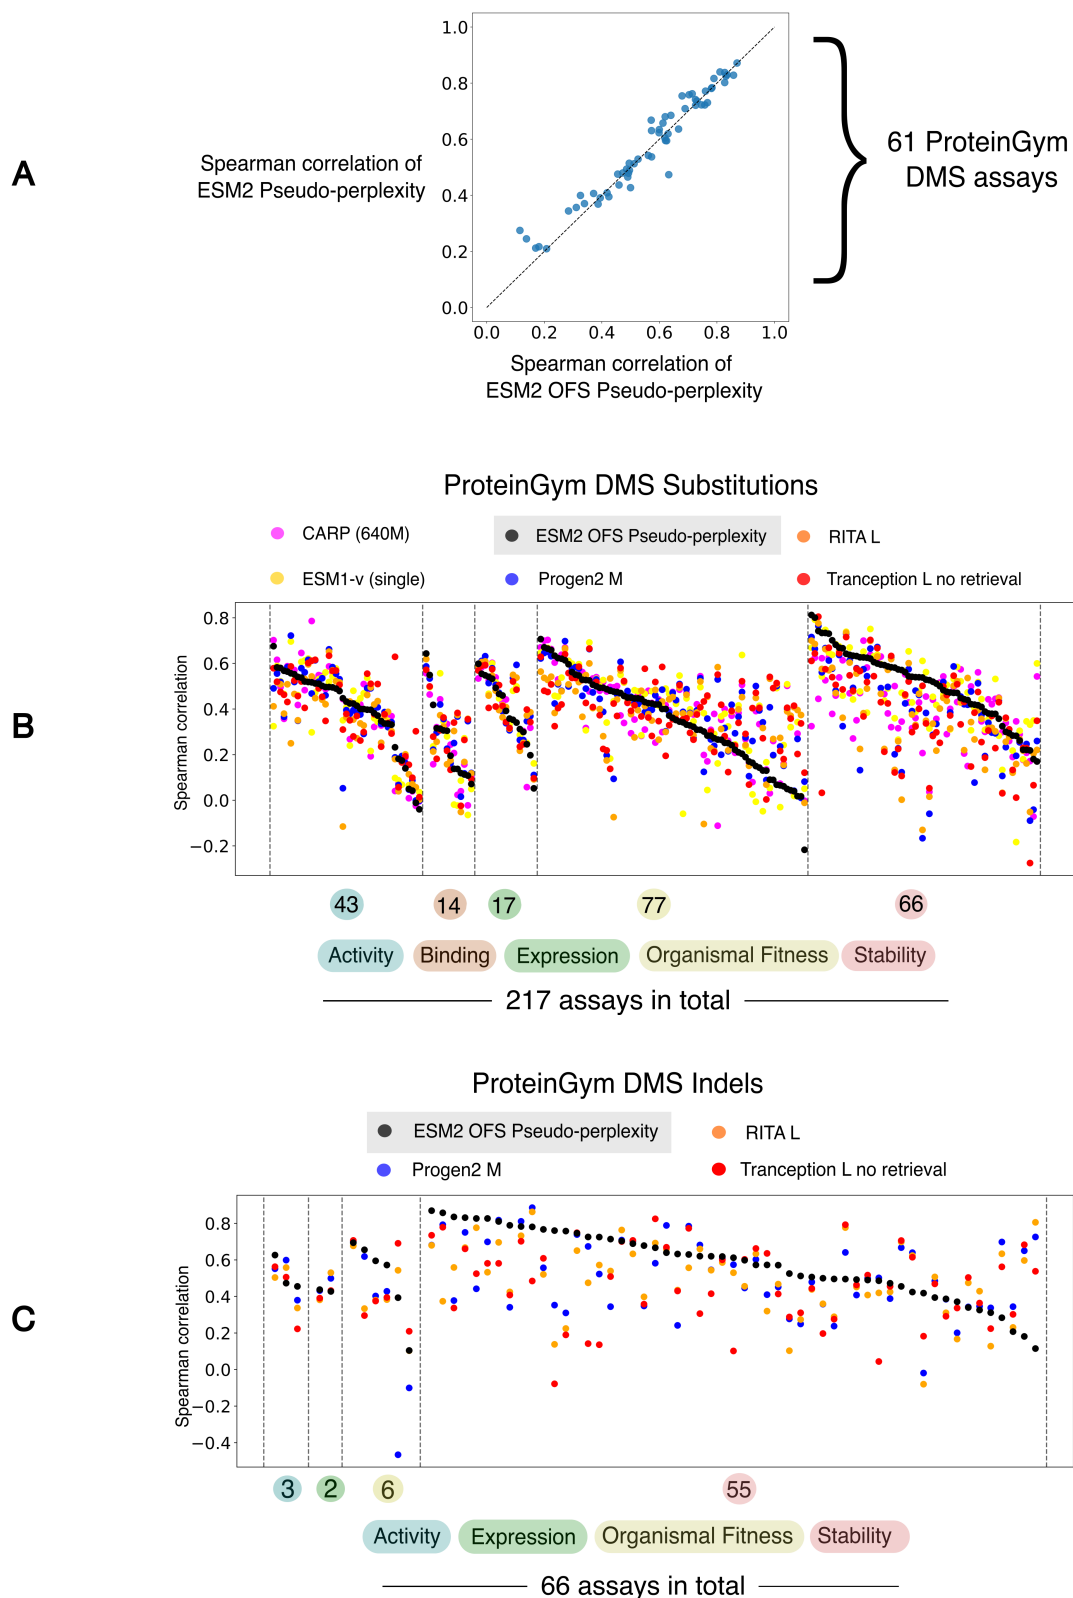 A
1.0
0.8
0.6
0.4
0.2
0.0
Spearman correlation of
ESM2 Pseudo-perplexity
0.0 0.2 0.4 0.6 0.8 1.0
Spearman correlation of
ESM2 OFS Pseudo-perplexity
61 ProteinGym
DMS assays
B
ProteinGym DMS Substitutions
CARP (640M) ESM2 OFS Pseudo-perplexity RITA L
ESM1-v (single) Progen2 M Tranception L no retrieval
Spearman correlation
0.8
0.6
0.4
0.2
0.0
−0.2
43 14 17 77 66
Activity Binding Expression Organismal Fitness Stability
217 assays in total
C
ProteinGym DMS Indels
ESM2 OFS Pseudo-perplexity RITA L
Progen2 M Tranception L no retrieval
Spearman correlation
0.8
0.6
0.4
0.2
0.0
−0.2
−0.4
3 2 6 55
Activity Expression Organismal Fitness Stability
66 assays in total